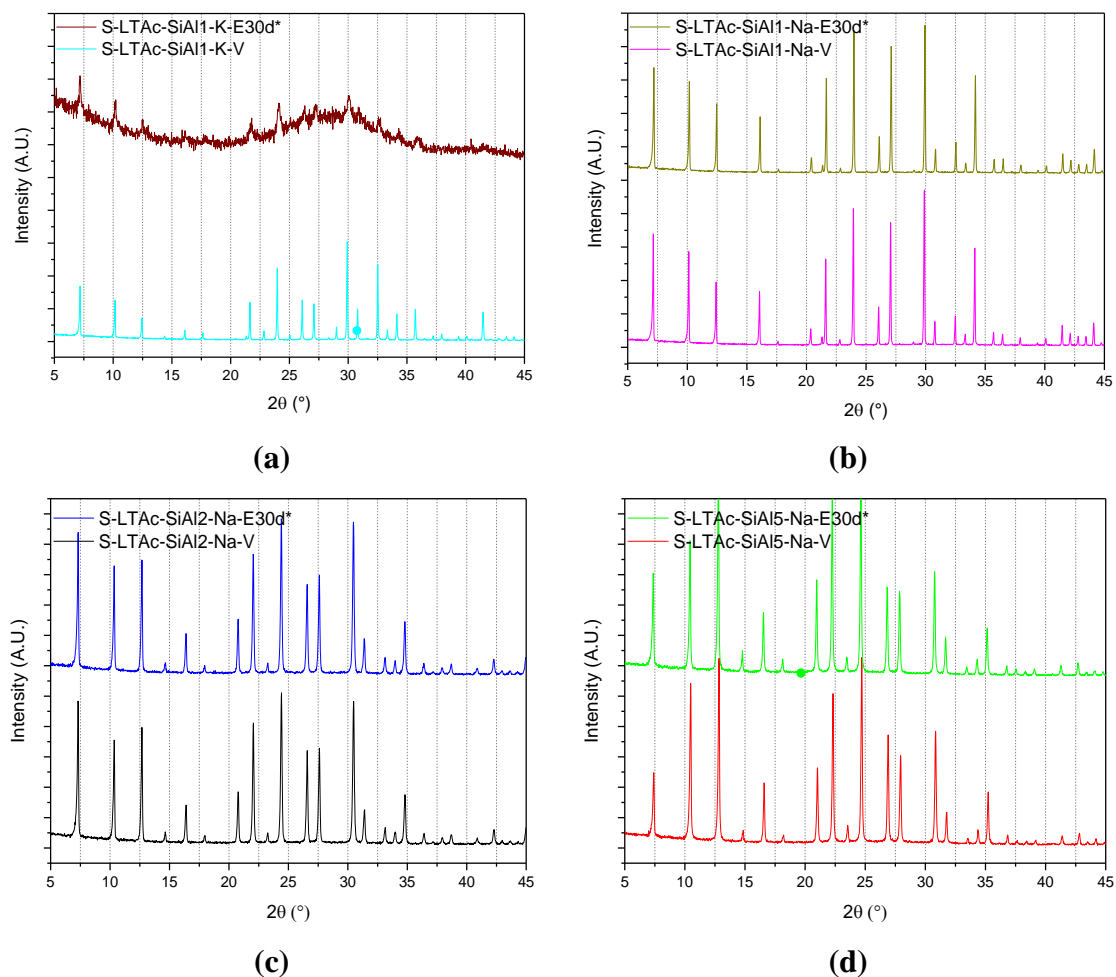 S-LTAc-SiAl1-K-E30d*
S-LTAc-SiAl1-K-V
Intensity (A.U.)
5 10 15 20 25 30 35 40 45
2θ (°)
(a)
S-LTAc-SiAl1-Na-E30d*
S-LTAc-SiAl1-Na-V
Intensity (A.U.)
5 10 15 20 25 30 35 40 45
2θ (°)
(b)
S-LTAc-SiAl2-Na-E30d*
S-LTAc-SiAl2-Na-V
Intensity (A.U.)
5 10 15 20 25 30 35 40 45
2θ (°)
(c)
S-LTAc-SiAl5-Na-E30d*
S-LTAc-SiAl5-Na-V
Intensity (A.U.)
5 10 15 20 25 30 35 40 45
2θ (°)
(d)